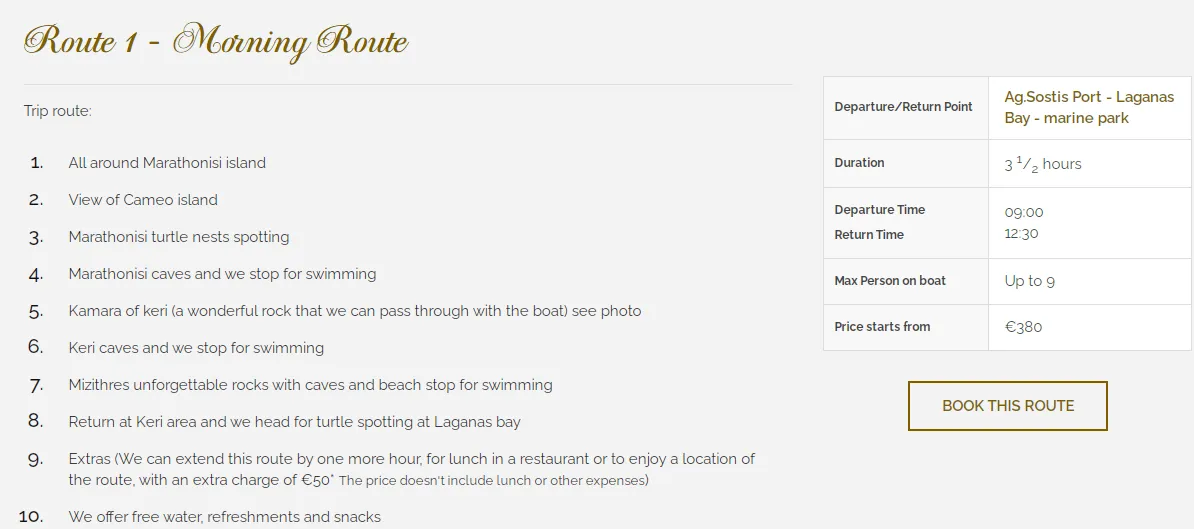 Route 1 - Morning Route
Trip route:
1. All around Marathonisi island
2. View of Cameo island
3. Marathonisi turtle nests spotting
4. Marathonisi caves and we stop for swimming
5. Kamara of keri (a wonderful rock that we can pass through with the boat) see photo
6. Keri caves and we stop for swimming
7. Mizithres unforgettable rocks with caves and beach stop for swimming
8. Return at Keri area and we head for turtle spotting at Laganas bay
9. Extras (We can extend this route by one more hour, for lunch in a restaurant or to enjoy a location of
the route, with an extra charge of €50* The price doesn't include lunch or other expenses)
10. We offer free water, refreshments and snacks
Departure/Return Point
Ag.Sostis Port - Laganas
Bay - marine park
Duration
3 1/2 hours
Departure Time
09:00
Return Time
12:30
Max Person on boat
Up to 9
Price starts from
€380
BOOK THIS ROUTE